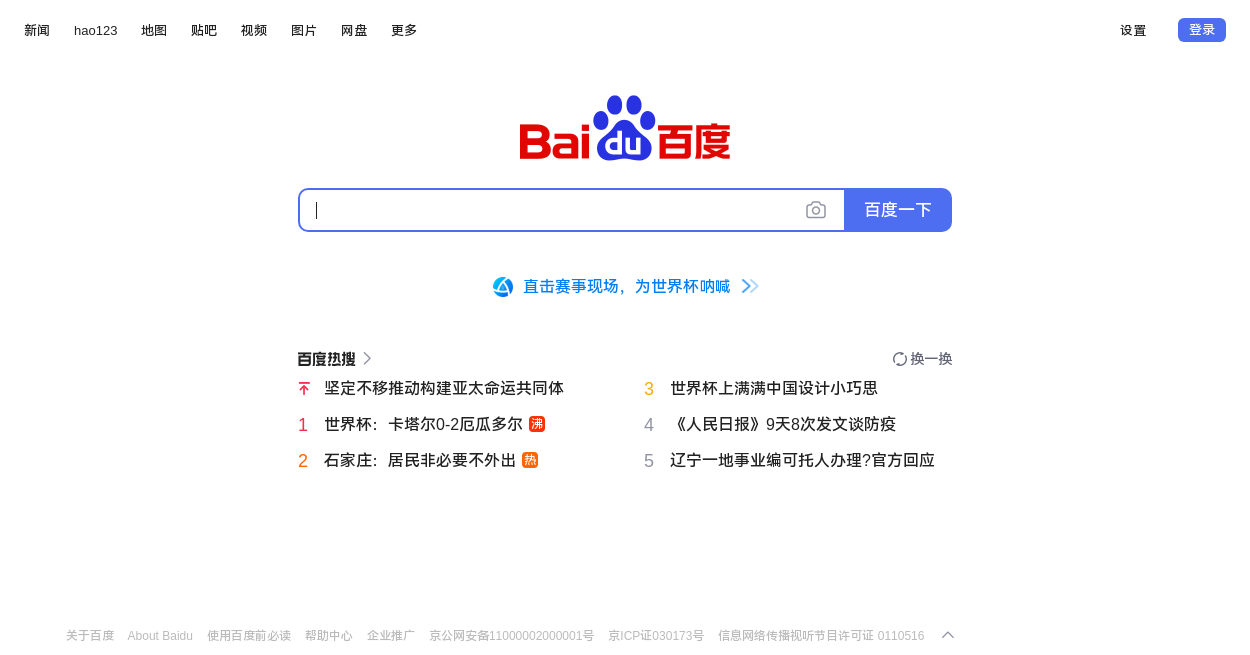 新闻 hao123 地图 贴吧 视频 图片 网盘 更多 设置 登录
Bai du 百度
百度一下
直击赛事现场，为世界杯呐喊
百度热搜 换一换
坚定不移推动构建亚太命运共同体
3 世界杯上满满中国设计小巧思
1 世界杯：卡塔尔0-2厄瓜多尔 沸
4 《人民日报》9天8次发文谈防疫
2 石家庄：居民非必要不外出 热
5 辽宁一地事业编可托人办理?官方回应
关于百度 About Baidu 使用百度前必读 帮助中心 企业推广 京公网安备11000002000001号 京ICP证030173号 信息网络传播视听节目许可证 0110516